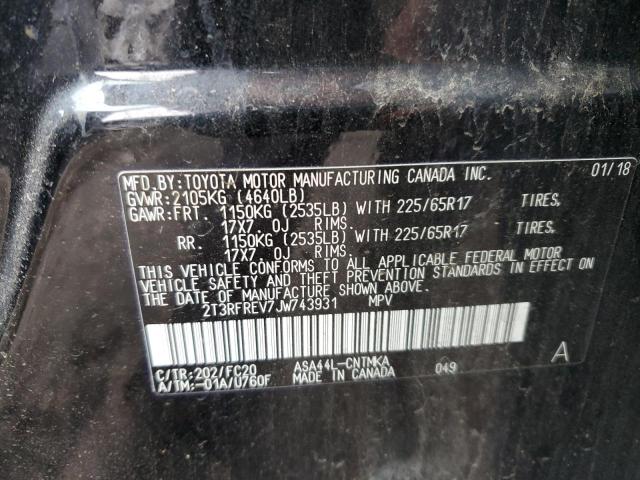 MFD.BY:TOYOTA MOTOR MANUFACTURING CANADA INC. 01/18
GVWR:2105KG (4640LB)
GAWR:FRT. 1150KG (2535LB) WITH 225/65R17 TIRES.
17X7. 0J RIMS.
RR. 1150KG (2535LB) WITH 225/65R17 TIRES.
17X7. 0J RIMS.
THIS VEHICLE CONFORMS TO ALL APPLICABLE FEDERAL MOTOR
VEHICLE SAFETY AND THEFT PREVENTION STANDARDS IN EFFECT ON
THE DATE OF MANUFACTURE SHOWN ABOVE.
2T3RFREV7JW743931 MPV
C/TR:202/FC20 ASA44L-CNTMKA 049 A
A/TM:-01A/U760F MADE IN CANADA